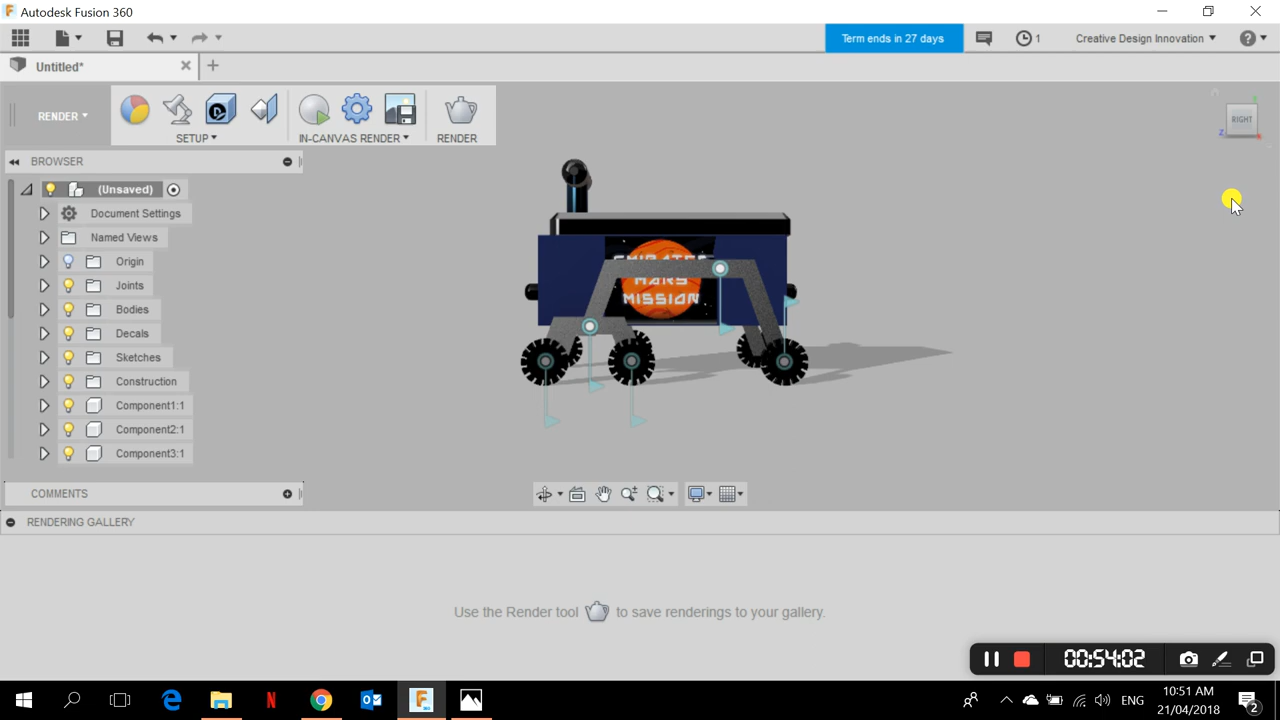 Autodesk Fusion 360
Term ends in 27 days
1
Creative Design Innovation
Untitled*
RENDER
SETUP
IN-CANVAS RENDER
RENDER
RIGHT
BROWSER
(Unsaved)
Document Settings
Named Views
Origin
Joints
Bodies
Decals
Sketches
Construction
Component1:1
Component2:1
Component3:1
EMIRATES
MARS
MISSION
COMMENTS
RENDERING GALLERY
Use the Render tool to save renderings to your gallery.
00:54:02
ENG
10:51 AM
21/04/2018
2